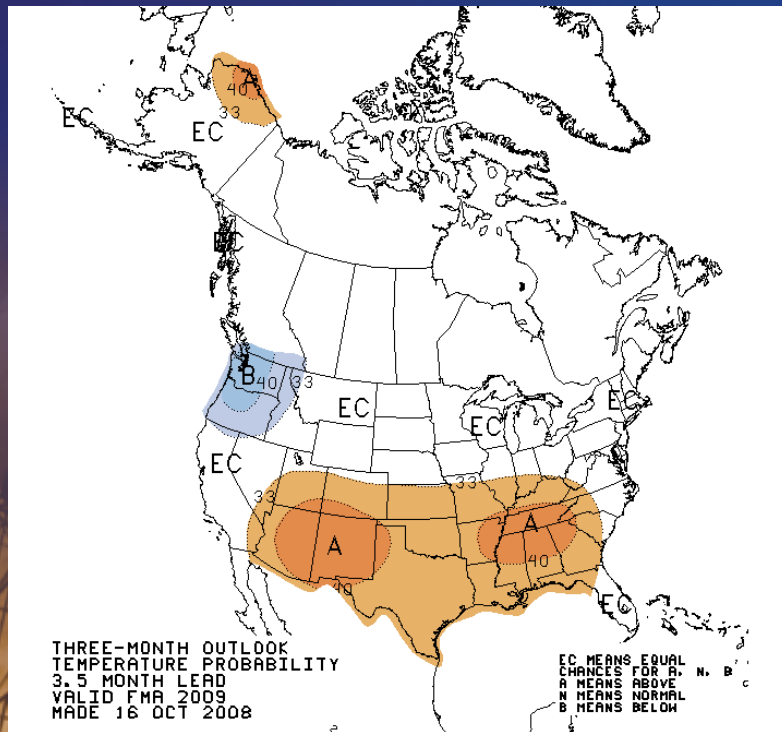 A
40
33
EC
EC
EC
B
40
33
EC
EC
EC
EC
33
33
A
A
40
40
EC
THREE-MONTH OUTLOOK
TEMPERATURE PROBABILITY
3.5 MONTH LEAD
VALID FMA 2009
MADE 16 OCT 2008
EC MEANS EQUAL
CHANCES FOR A, N, B
A MEANS ABOVE
N MEANS NORMAL
B MEANS BELOW